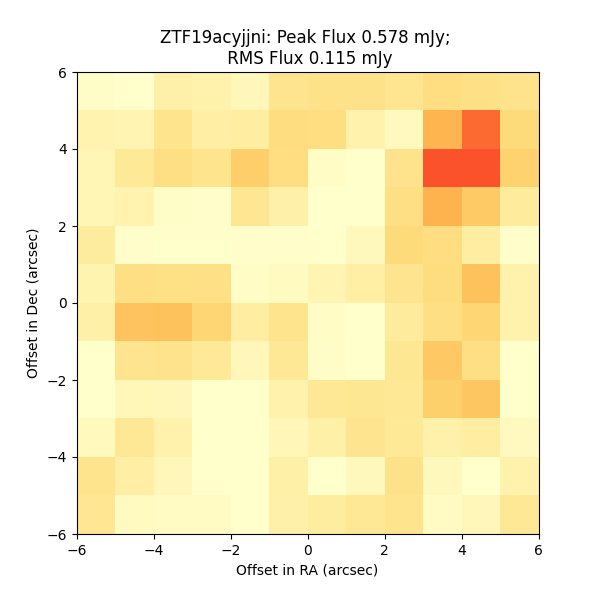 ZTF19acyjjni: Peak Flux 0.578 mJy;
RMS Flux 0.115 mJy
6
4
2
0
−2
−4
−6
Offset in Dec (arcsec)
−6 −4 −2 0 2 4 6
Offset in RA (arcsec)